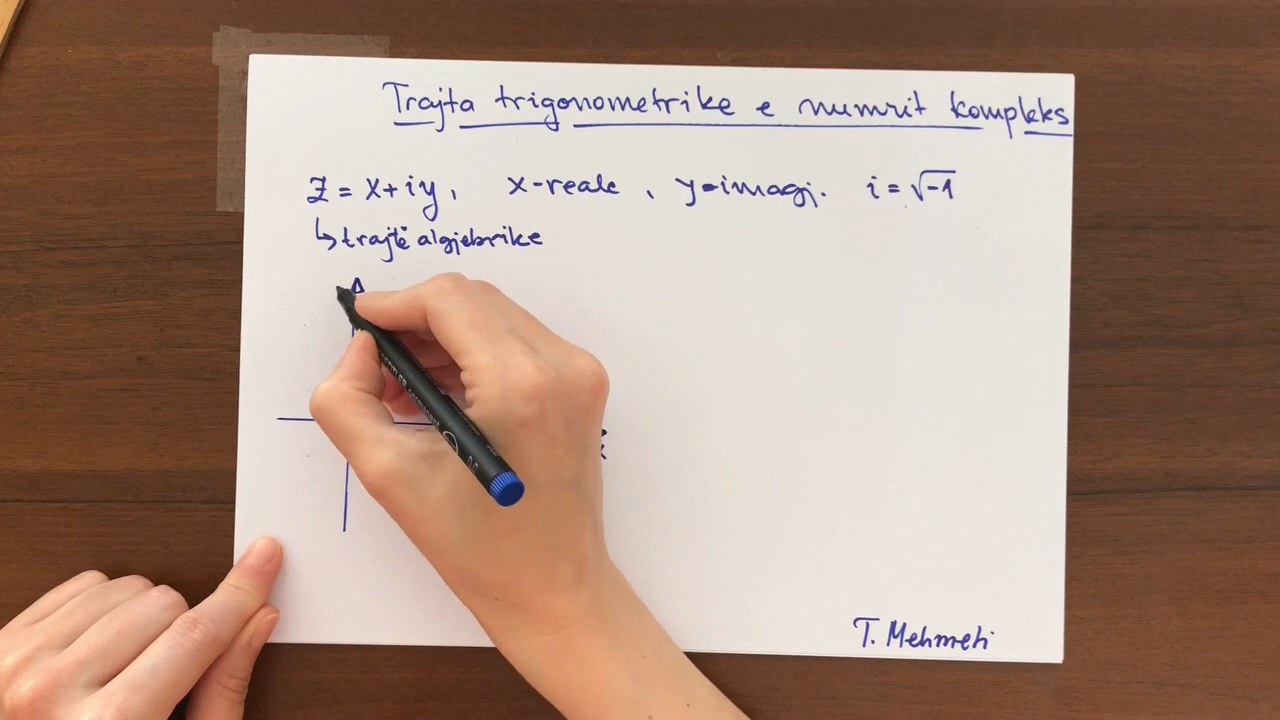 Trajta trigonometrike e numrit kompleks
z = x + iy, x-reale, y-imagj. i = √-1
↳ trajtë algjebrike
x
T. Mehmeti